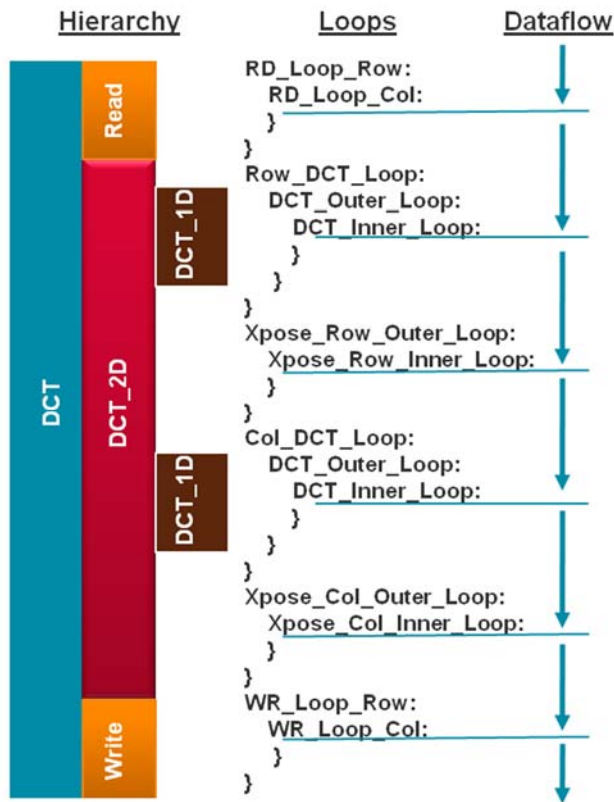 Hierarchy Loops Dataflow
DCT
Read
DCT_2D
DCT_1D
DCT_1D
Write
RD_Loop_Row:
RD_Loop_Col:
}
}
Row_DCT_Loop:
DCT_Outer_Loop:
DCT_Inner_Loop:
}
}
}
Xpose_Row_Outer_Loop:
Xpose_Row_Inner_Loop:
}
}
Col_DCT_Loop:
DCT_Outer_Loop:
DCT_Inner_Loop:
}
}
}
Xpose_Col_Outer_Loop:
Xpose_Col_Inner_Loop:
}
}
WR_Loop_Row:
WR_Loop_Col:
}
}